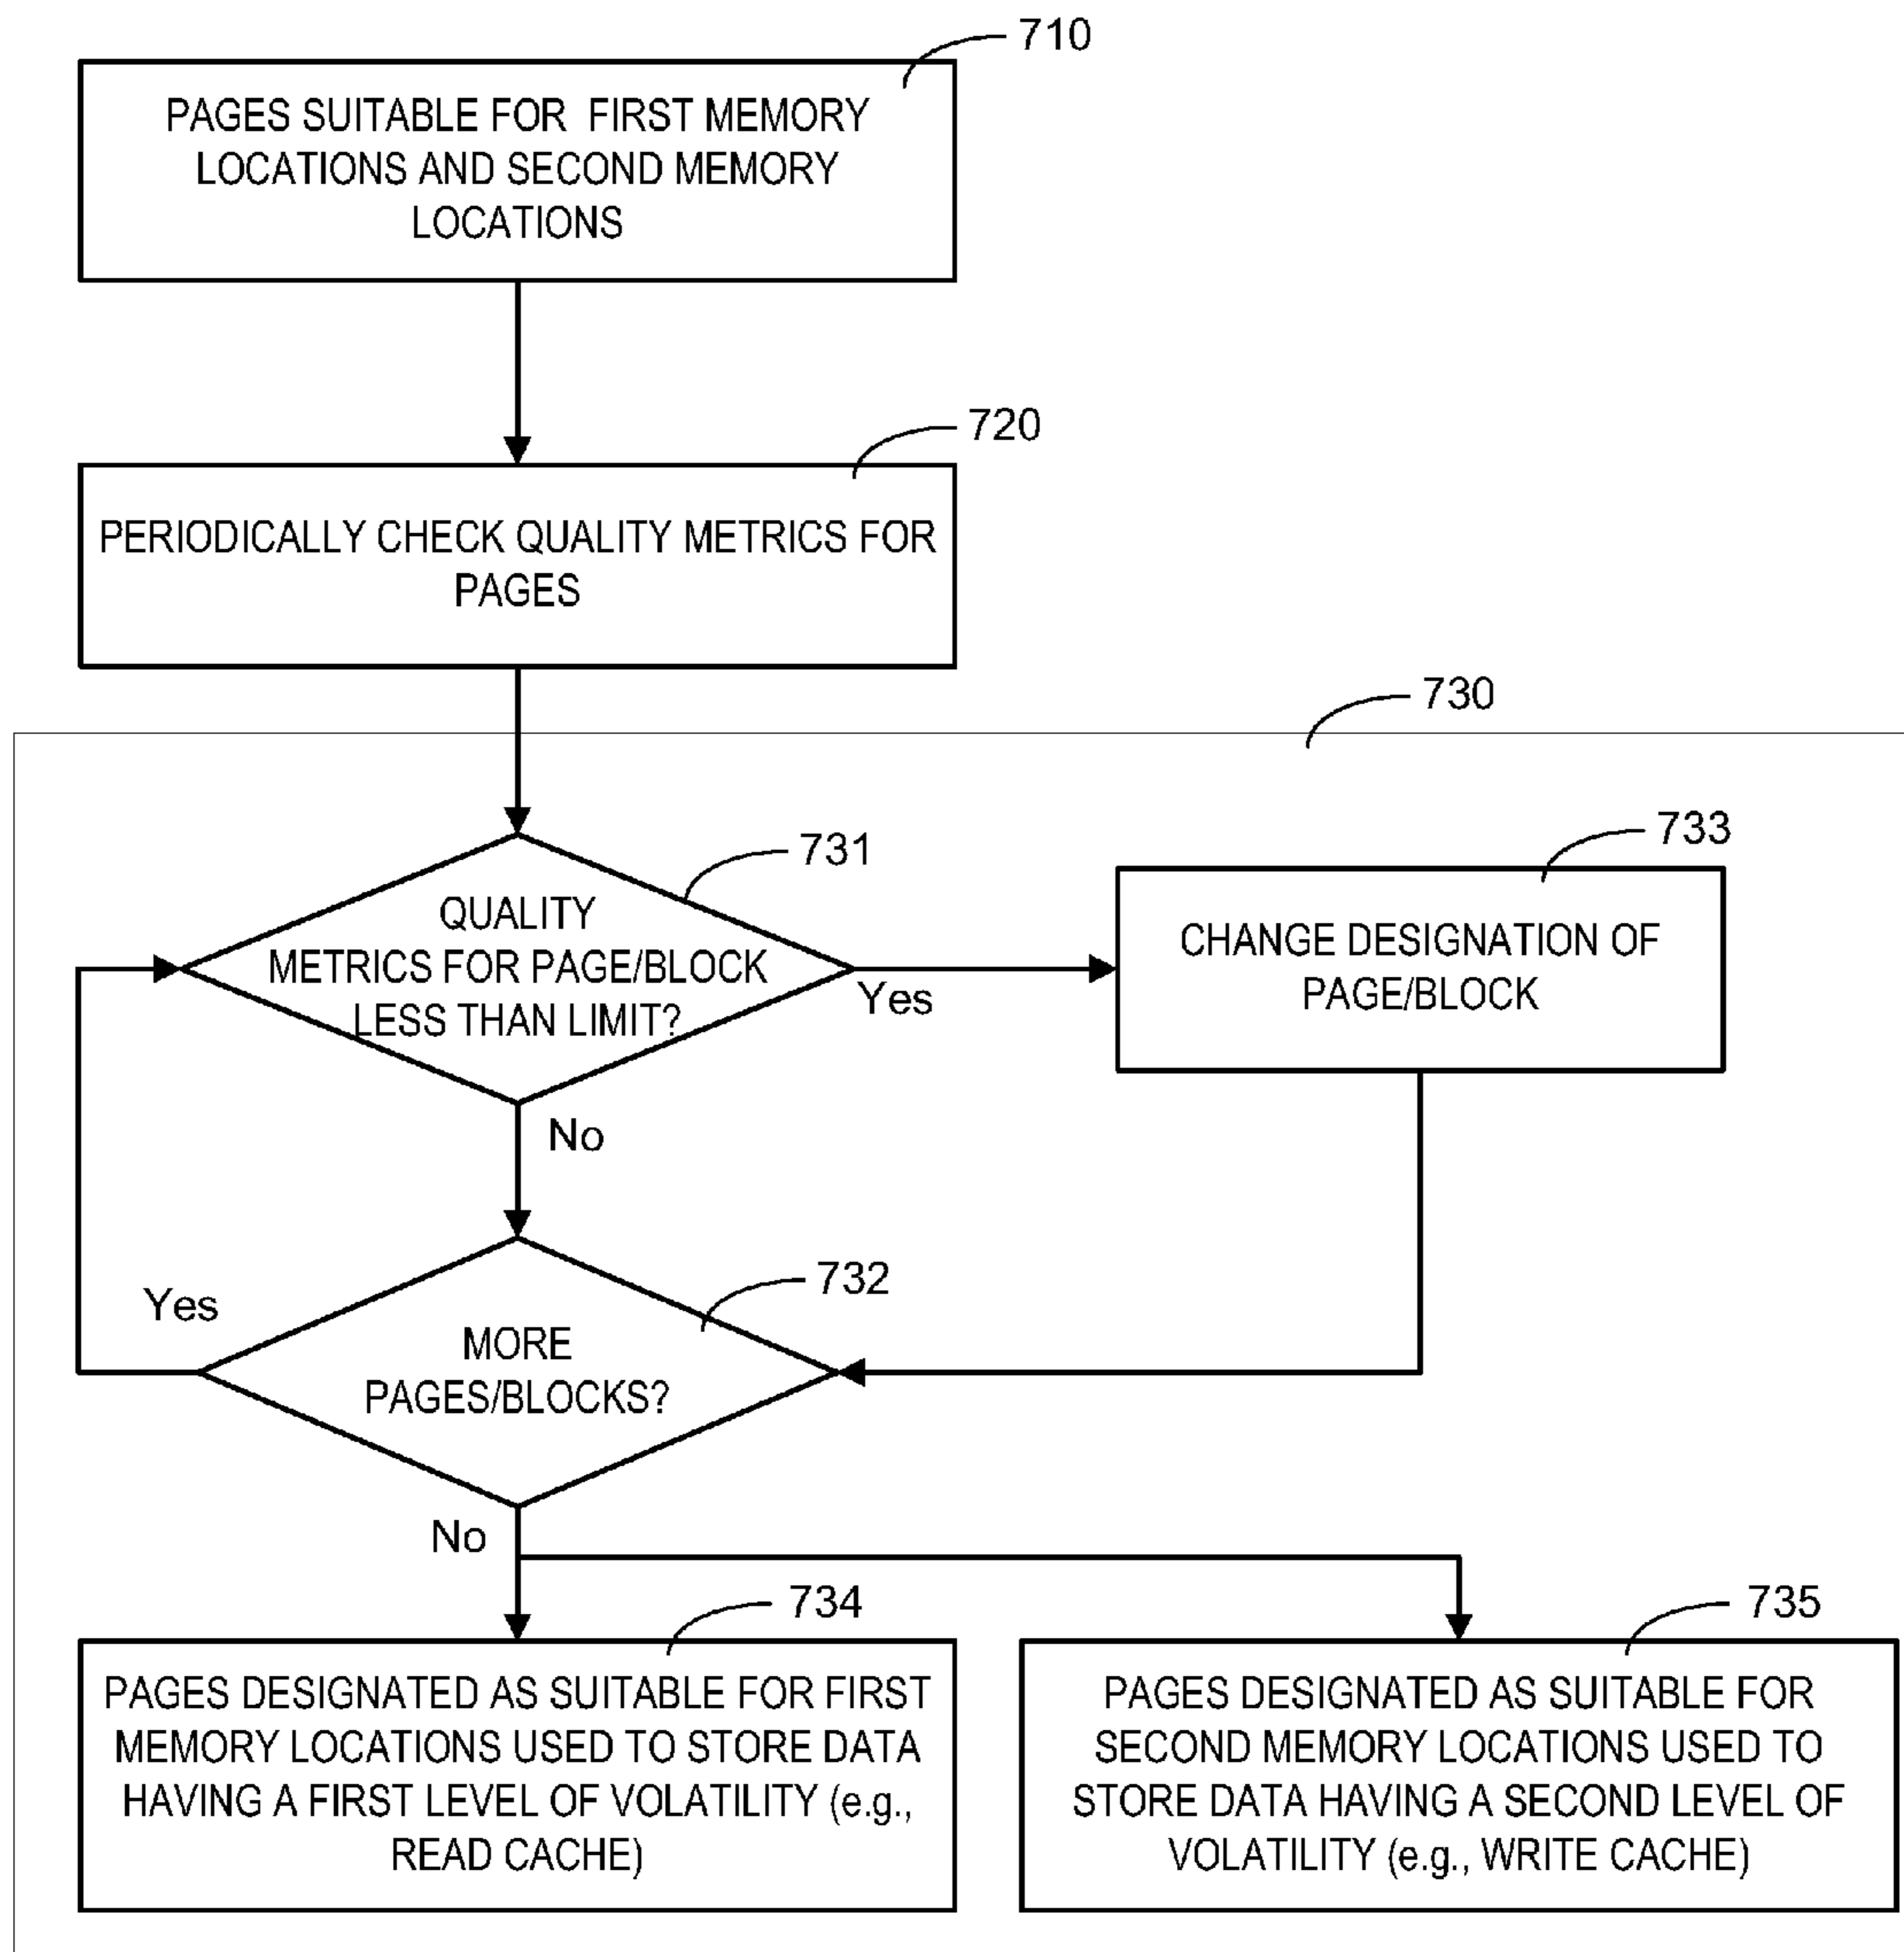 710
PAGES SUITABLE FOR FIRST MEMORY
LOCATIONS AND SECOND MEMORY
LOCATIONS
720
PERIODICALLY CHECK QUALITY METRICS FOR
PAGES
730
731
QUALITY
METRICS FOR PAGE/BLOCK
LESS THAN LIMIT?
Yes
733
CHANGE DESIGNATION OF
PAGE/BLOCK
No
732
Yes
MORE
PAGES/BLOCKS?
No
734
PAGES DESIGNATED AS SUITABLE FOR FIRST
MEMORY LOCATIONS USED TO STORE DATA
HAVING A FIRST LEVEL OF VOLATILITY (e.g.,
READ CACHE)
735
PAGES DESIGNATED AS SUITABLE FOR
SECOND MEMORY LOCATIONS USED TO
STORE DATA HAVING A SECOND LEVEL OF
VOLATILITY (e.g., WRITE CACHE)